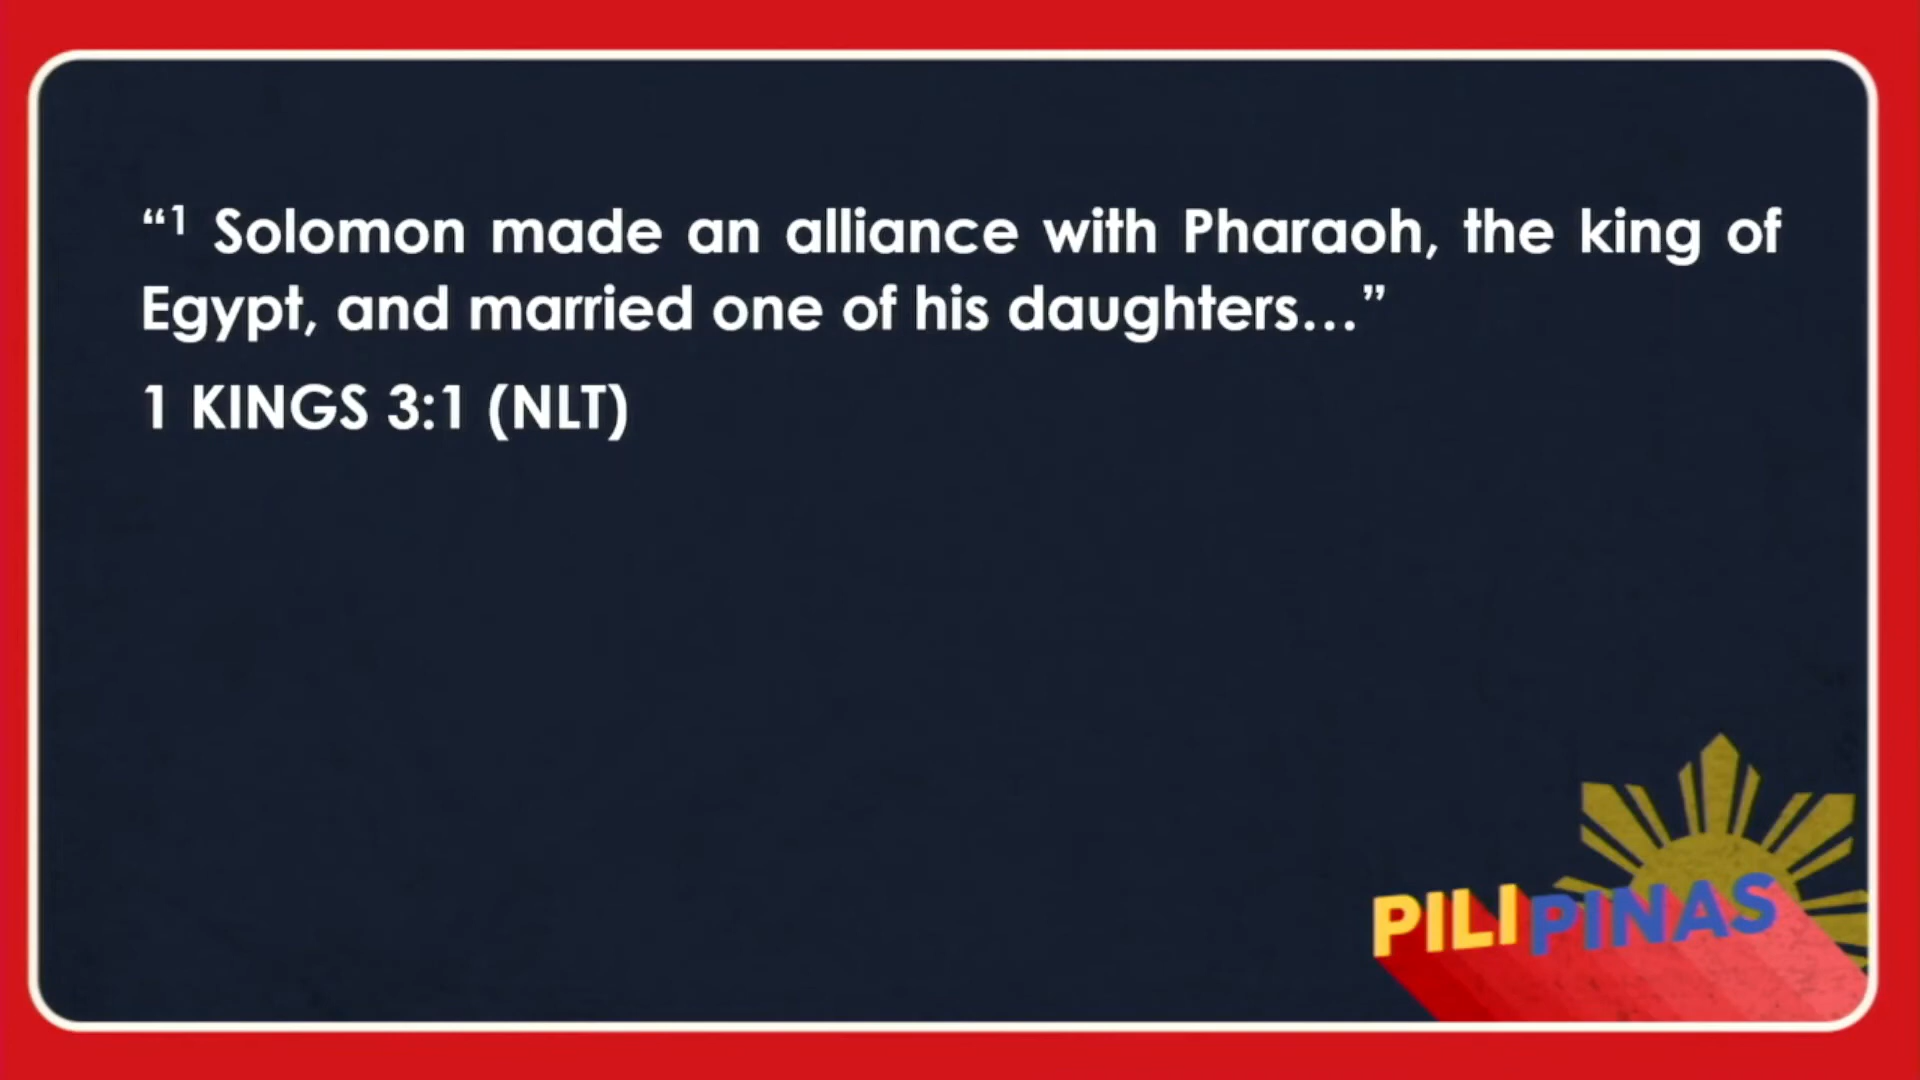 “¹ Solomon made an alliance with Pharaoh, the king of
Egypt, and married one of his daughters…”
1 KINGS 3:1 (NLT)
PILIPINAS